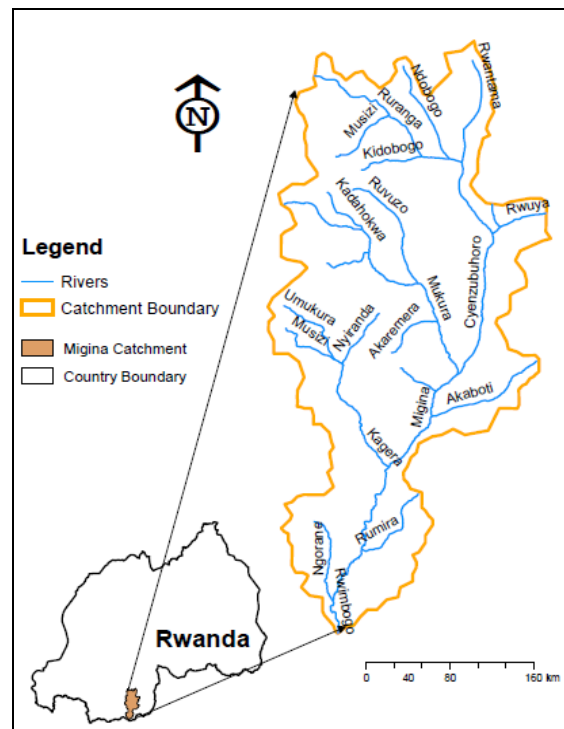 N
Rwantama
Ndobogo
Ruranga
Musizi
Kidobogo
Ruvuzo
Kadahokwa
Rwuya
Cyenzubuhoro
Mukura
Legend
Rivers
Catchment Boundary
Migina Catchment
Country Boundary
Umukura
Musizi
Nyiranda
Akaremera
Migina
Akaboti
Kagera
Rumira
Ngorane
Rwimbogo
Rwanda
0 40 80 160 km